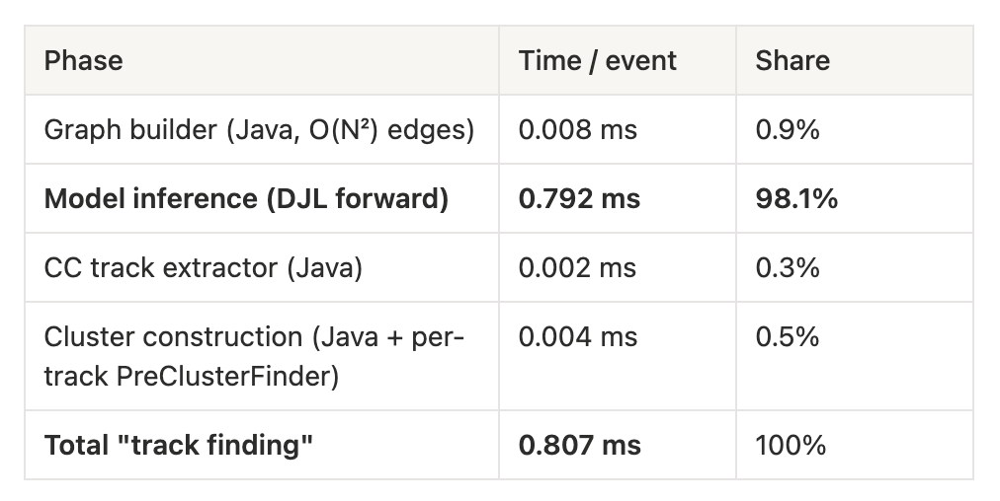 Phase Time / event Share
Graph builder (Java, O(N²) edges) 0.008 ms 0.9%
Model inference (DJL forward) 0.792 ms 98.1%
CC track extractor (Java) 0.002 ms 0.3%
Cluster construction (Java + per- 0.004 ms 0.5%
track PreClusterFinder)
Total "track finding" 0.807 ms 100%